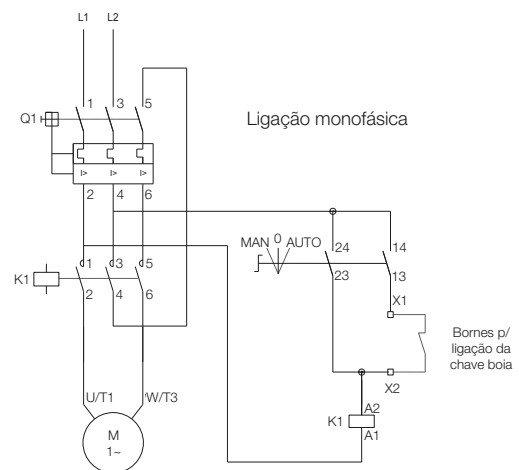 L1 L2
1 3 5
Q1
Ligação monofásica
I> I> I>
2 4 6
MAN 0 AUTO
24 14
23 13
1 3 5
K1
2 4 6
X1
Bornes p/
ligação da
chave boia
X2
U/T1 W/T3
A2
K1
A1
M
1~